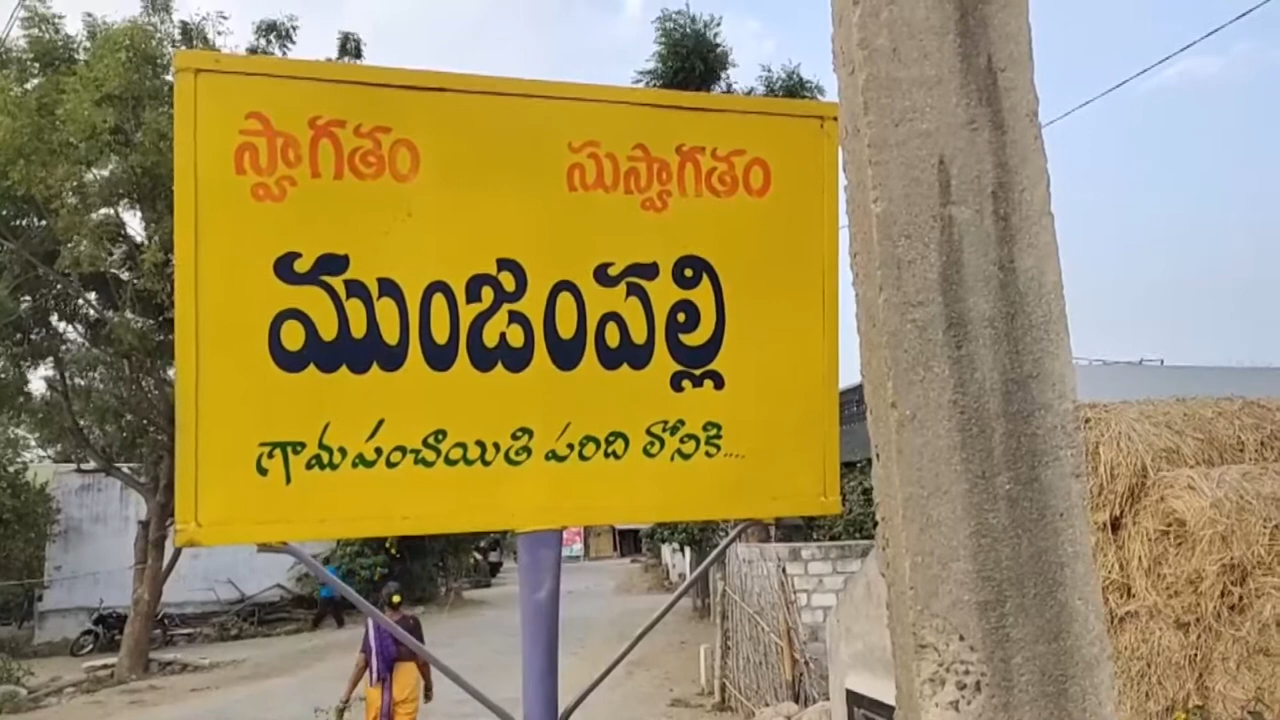 స్వాగతం సుస్వాగతం
ముంజంపల్లి
గ్రామపంచాయితి పరిది లోనికి....